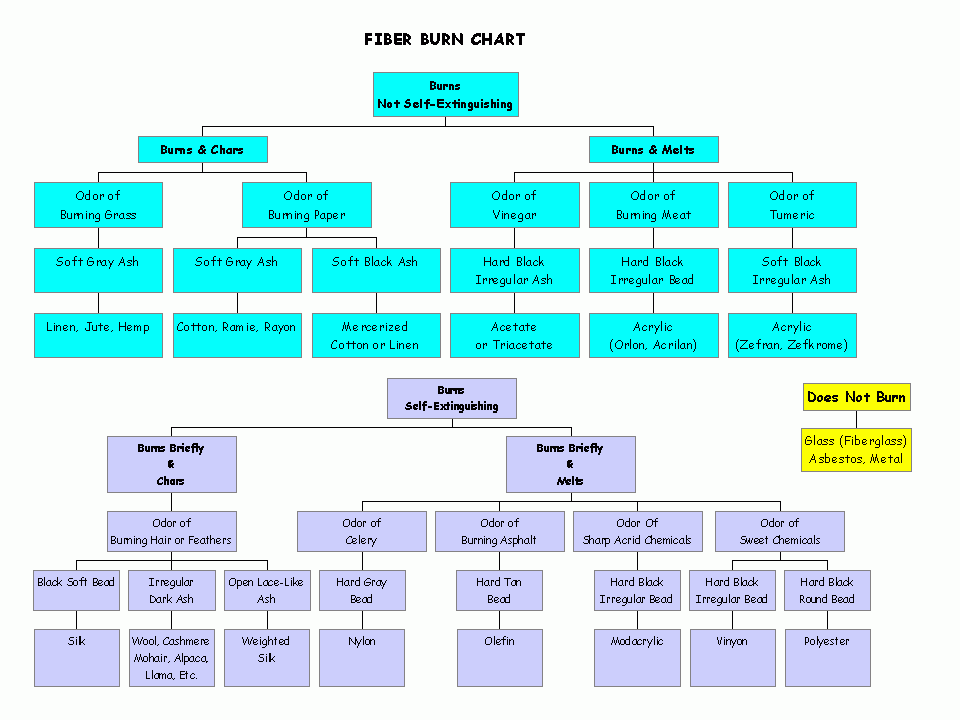 FIBER BURN CHART
Burns
Not Self-Extinguishing
Burns & Chars
Burns & Melts
Odor of
Burning Grass
Odor of
Burning Paper
Odor of
Vinegar
Odor of
Burning Meat
Odor of
Tumeric
Soft Gray Ash
Soft Gray Ash
Soft Black Ash
Hard Black
Irregular Ash
Hard Black
Irregular Bead
Soft Black
Irregular Ash
Linen, Jute, Hemp
Cotton, Ramie, Rayon
Mercerized
Cotton or Linen
Acetate
or Triacetate
Acrylic
(Orlon, Acrilan)
Acrylic
(Zefran, Zefkrome)
Burns
Self-Extinguishing
Does Not Burn
Glass (Fiberglass)
Asbestos, Metal
Burns Briefly
&
Chars
Burns Briefly
&
Melts
Odor of
Burning Hair or Feathers
Odor of
Celery
Odor of
Burning Asphalt
Odor Of
Sharp Acrid Chemicals
Odor of
Sweet Chemicals
Black Soft Bead
Irregular
Dark Ash
Open Lace-Like
Ash
Hard Gray
Bead
Hard Tan
Bead
Hard Black
Irregular Bead
Hard Black
Irregular Bead
Hard Black
Round Bead
Silk
Wool, Cashmere
Mohair, Alpaca,
Llama, Etc.
Weighted
Silk
Nylon
Olefin
Modacrylic
Vinyon
Polyester